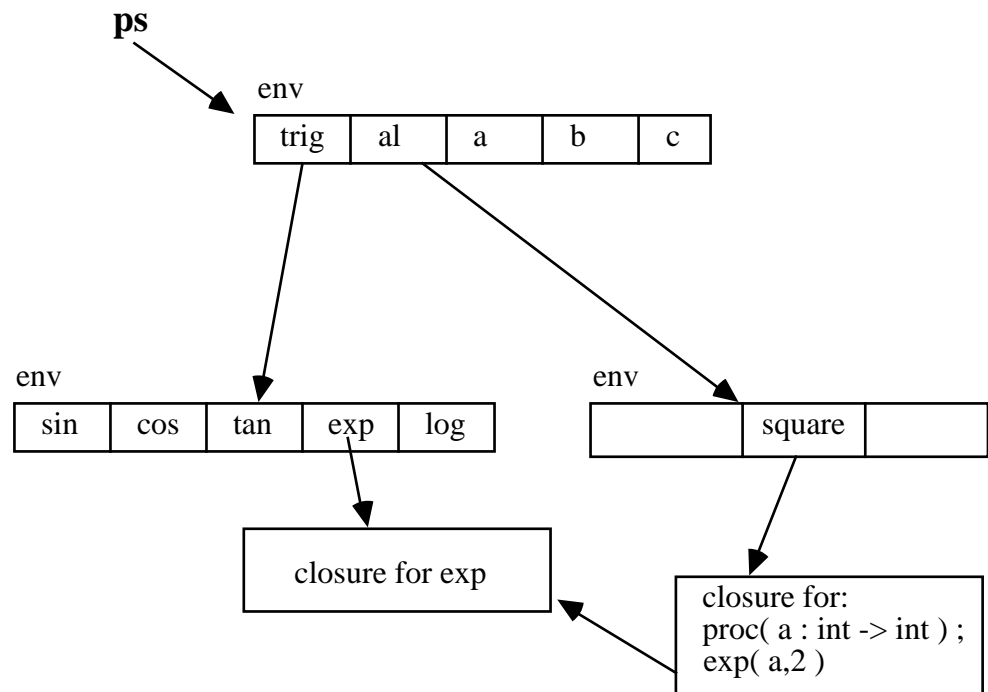 ps
env
trig al a b c
env
env
sin cos tan exp log
square
closure for exp
closure for:
proc( a : int -> int ) ;
exp( a,2 )